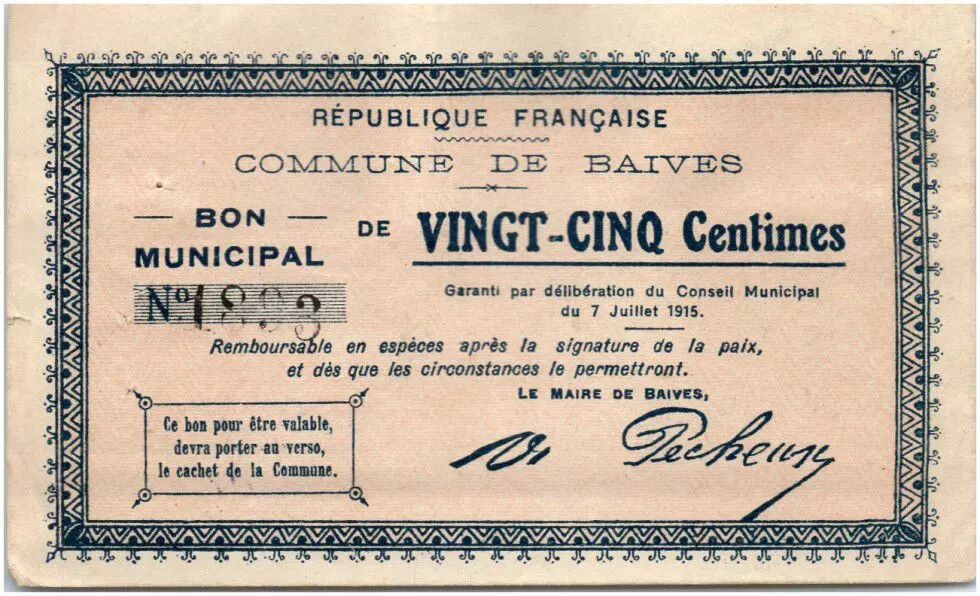 RÉPUBLIQUE FRANÇAISE
COMMUNE DE BAIVES
— BON —
MUNICIPAL
DE VINGT-CINQ Centimes
No 1893
Garanti par délibération du Conseil Municipal
du 7 Juillet 1915.
Remboursable en espèces après la signature de la paix,
et dès que les circonstances le permettront.
LE MAIRE DE BAIVES,
Ce bon pour être valable,
devra porter au verso,
le cachet de la Commune.